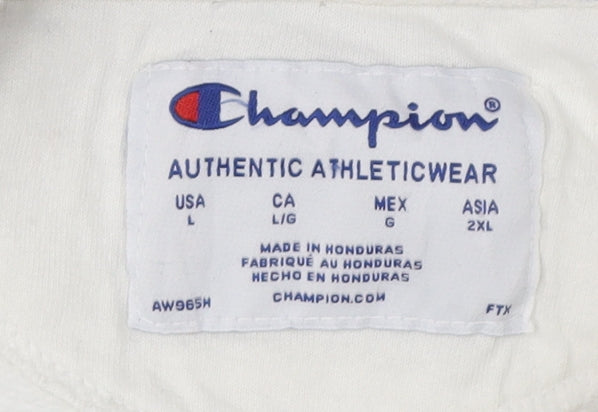 Champion®
AUTHENTIC ATHLETICWEAR
USA CA MEX ASIA
L L/G G 2XL
MADE IN HONDURAS
FABRIQUÉ AU HONDURAS
HECHO EN HONDURAS
AW965H CHAMPION.COM FTX